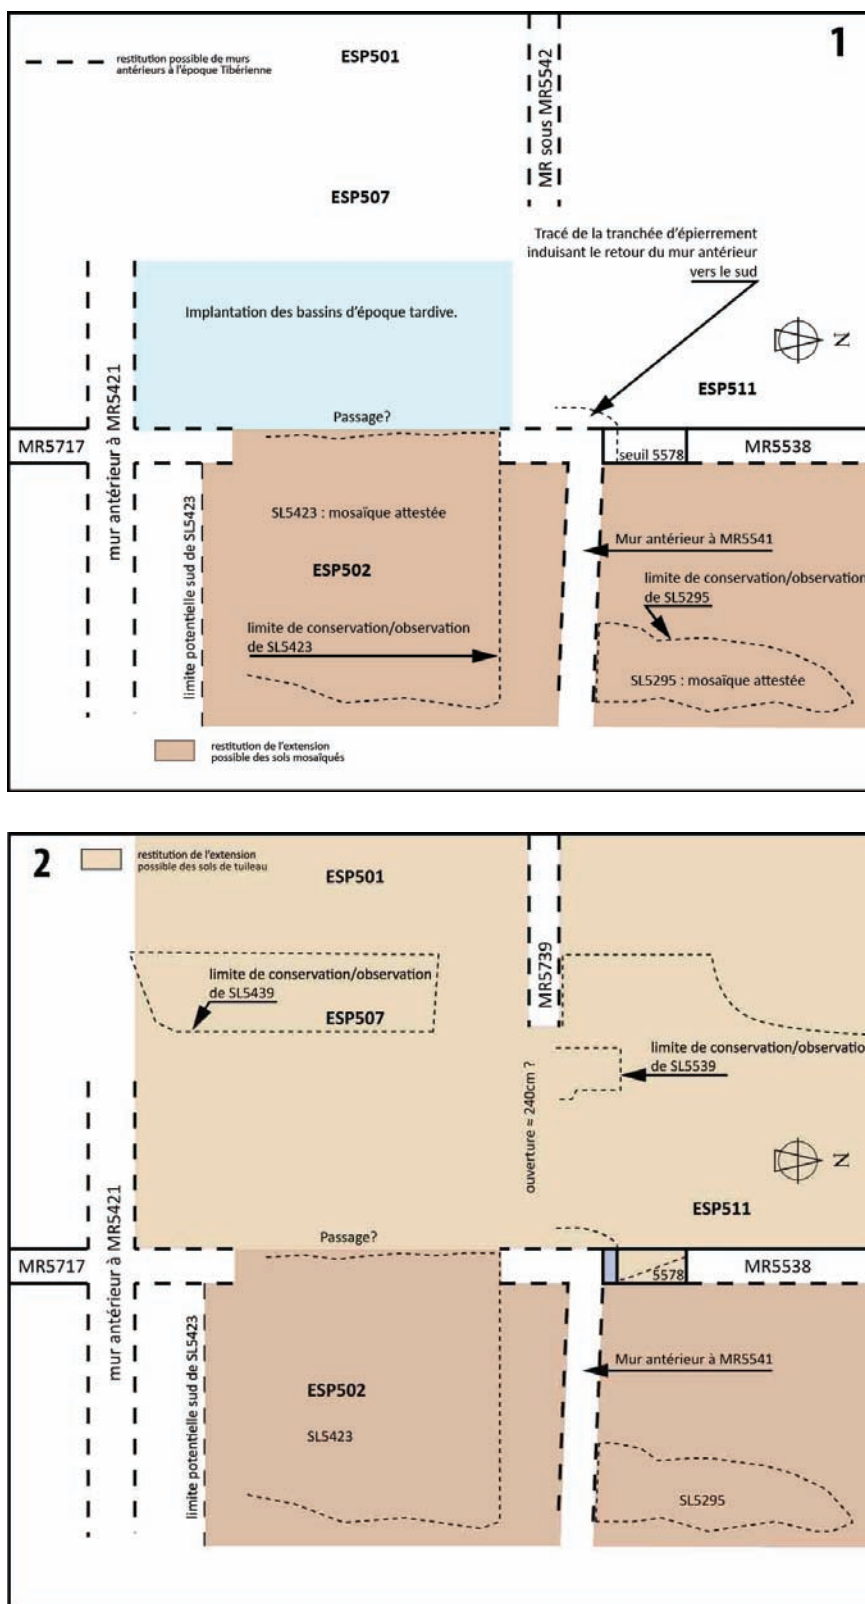 1
restitution possible de murs
antérieurs à l'époque Tibérienne
ESP501
MR sous MR5542
ESP507
Tracé de la tranchée d'épierrement
induisant le retour du mur antérieur
vers le sud
Implantation des bassins d'époque tardive.
N
ESP511
mur antérieur à MR5421
Passage?
MR5717
seuil 5578
MR5538
limite potentielle sud de SL5423
SL5423 : mosaïque attestée
Mur antérieur à MR5541
ESP502
limite de conservation/observation
de SL5295
limite de conservation/observation
de SL5423
SL5295 : mosaïque attestée
restitution de l'extension
possible des sols mosaïqués
2
restitution de l'extension
possible des sols de tuileau
ESP501
MR5739
limite de conservation/observation
de SL5439
ESP507
limite de conservation/observation
de SL5539
ouverture ≈ 240cm ?
N
ESP511
mur antérieur à MR5421
Passage?
MR5717
5578
MR5538
limite potentielle sud de SL5423
Mur antérieur à MR5541
ESP502
SL5423
SL5295